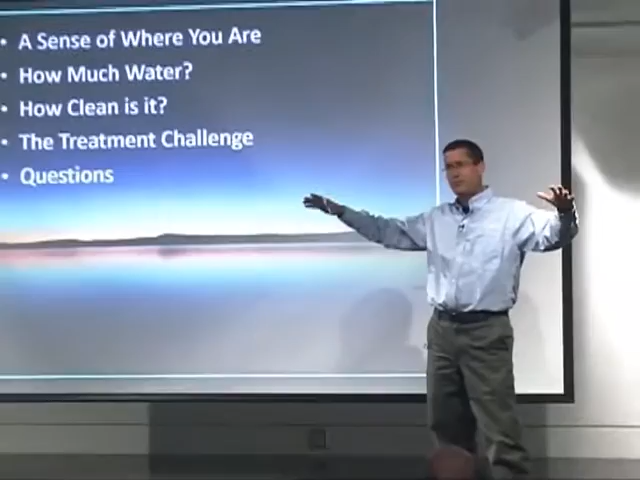 • A Sense of Where You Are
• How Much Water?
• How Clean is it?
• The Treatment Challenge
• Questions